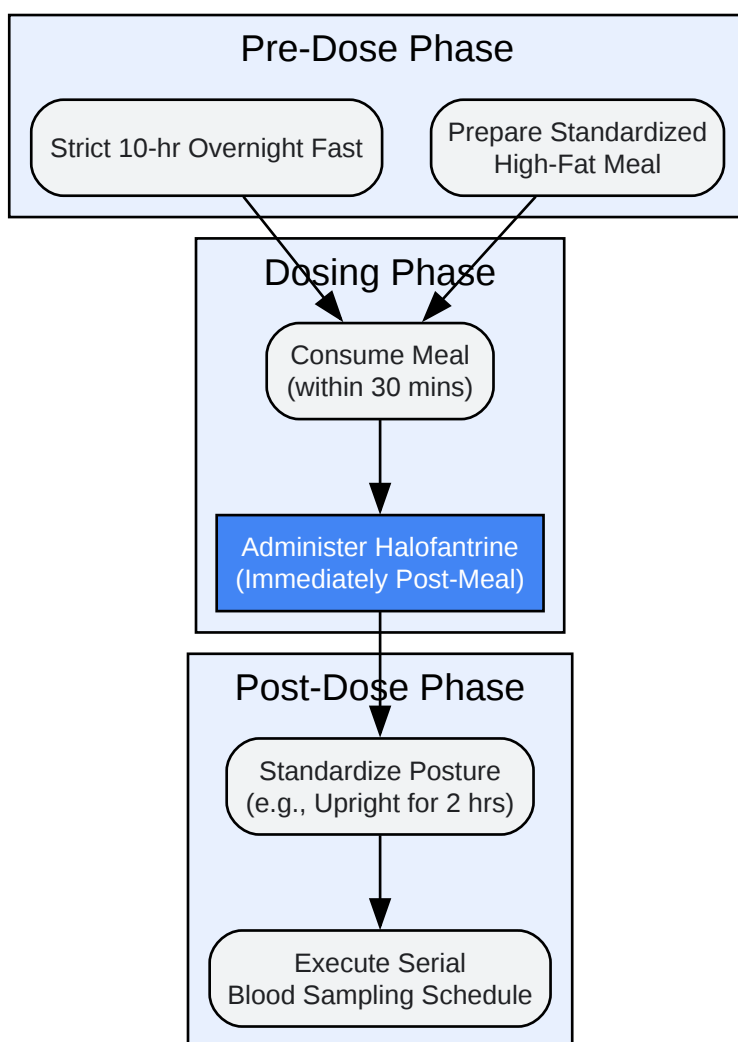 Pre-Dose Phase
Strict 10-hr Overnight Fast
Prepare Standardized
High-Fat Meal
Dosing Phase
Consume Meal
(within 30 mins)
Administer Halofantrine
(Immediately Post-Meal)
Post-Dose Phase
Standardize Posture
(e.g., Upright for 2 hrs)
Execute Serial
Blood Sampling Schedule